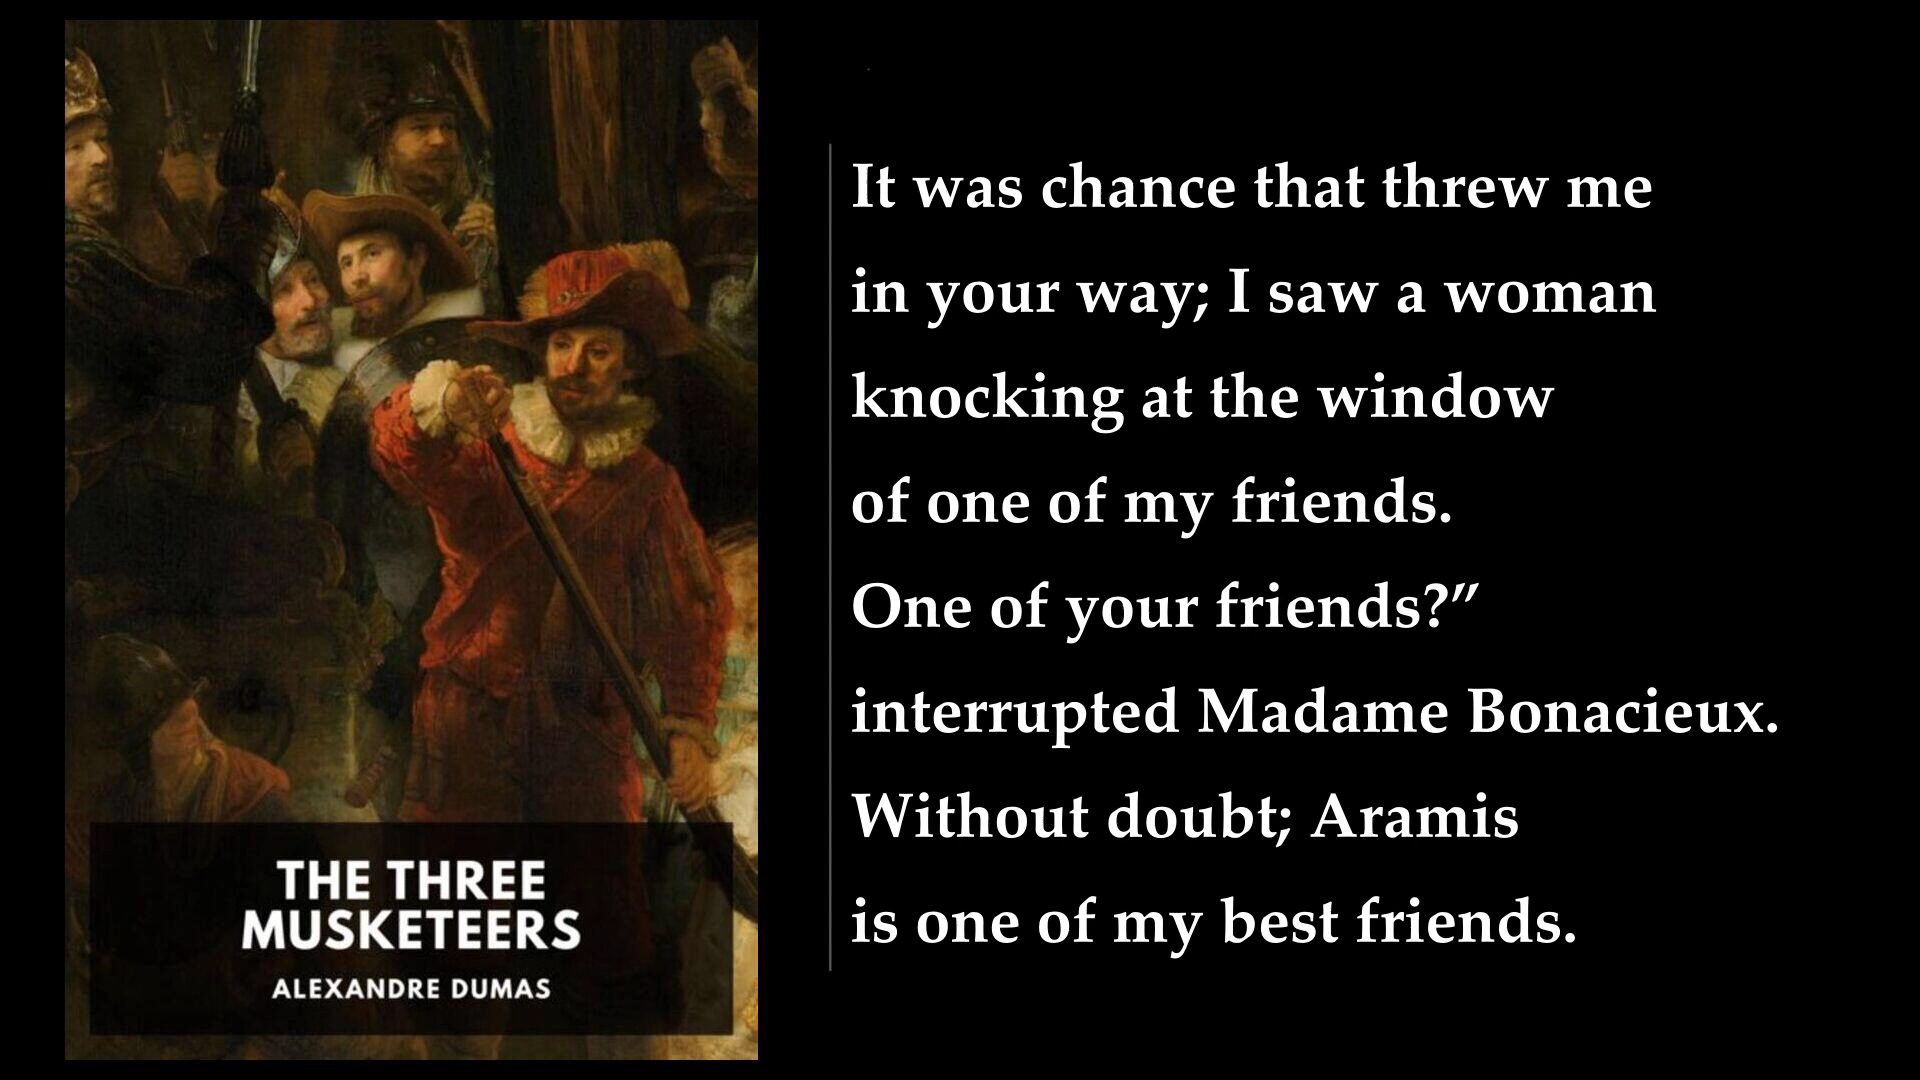 THE THREE
MUSKETEERS
ALEXANDRE DUMAS
It was chance that threw me
in your way; I saw a woman
knocking at the window
of one of my friends.
One of your friends?”
interrupted Madame Bonacieux.
Without doubt; Aramis
is one of my best friends.